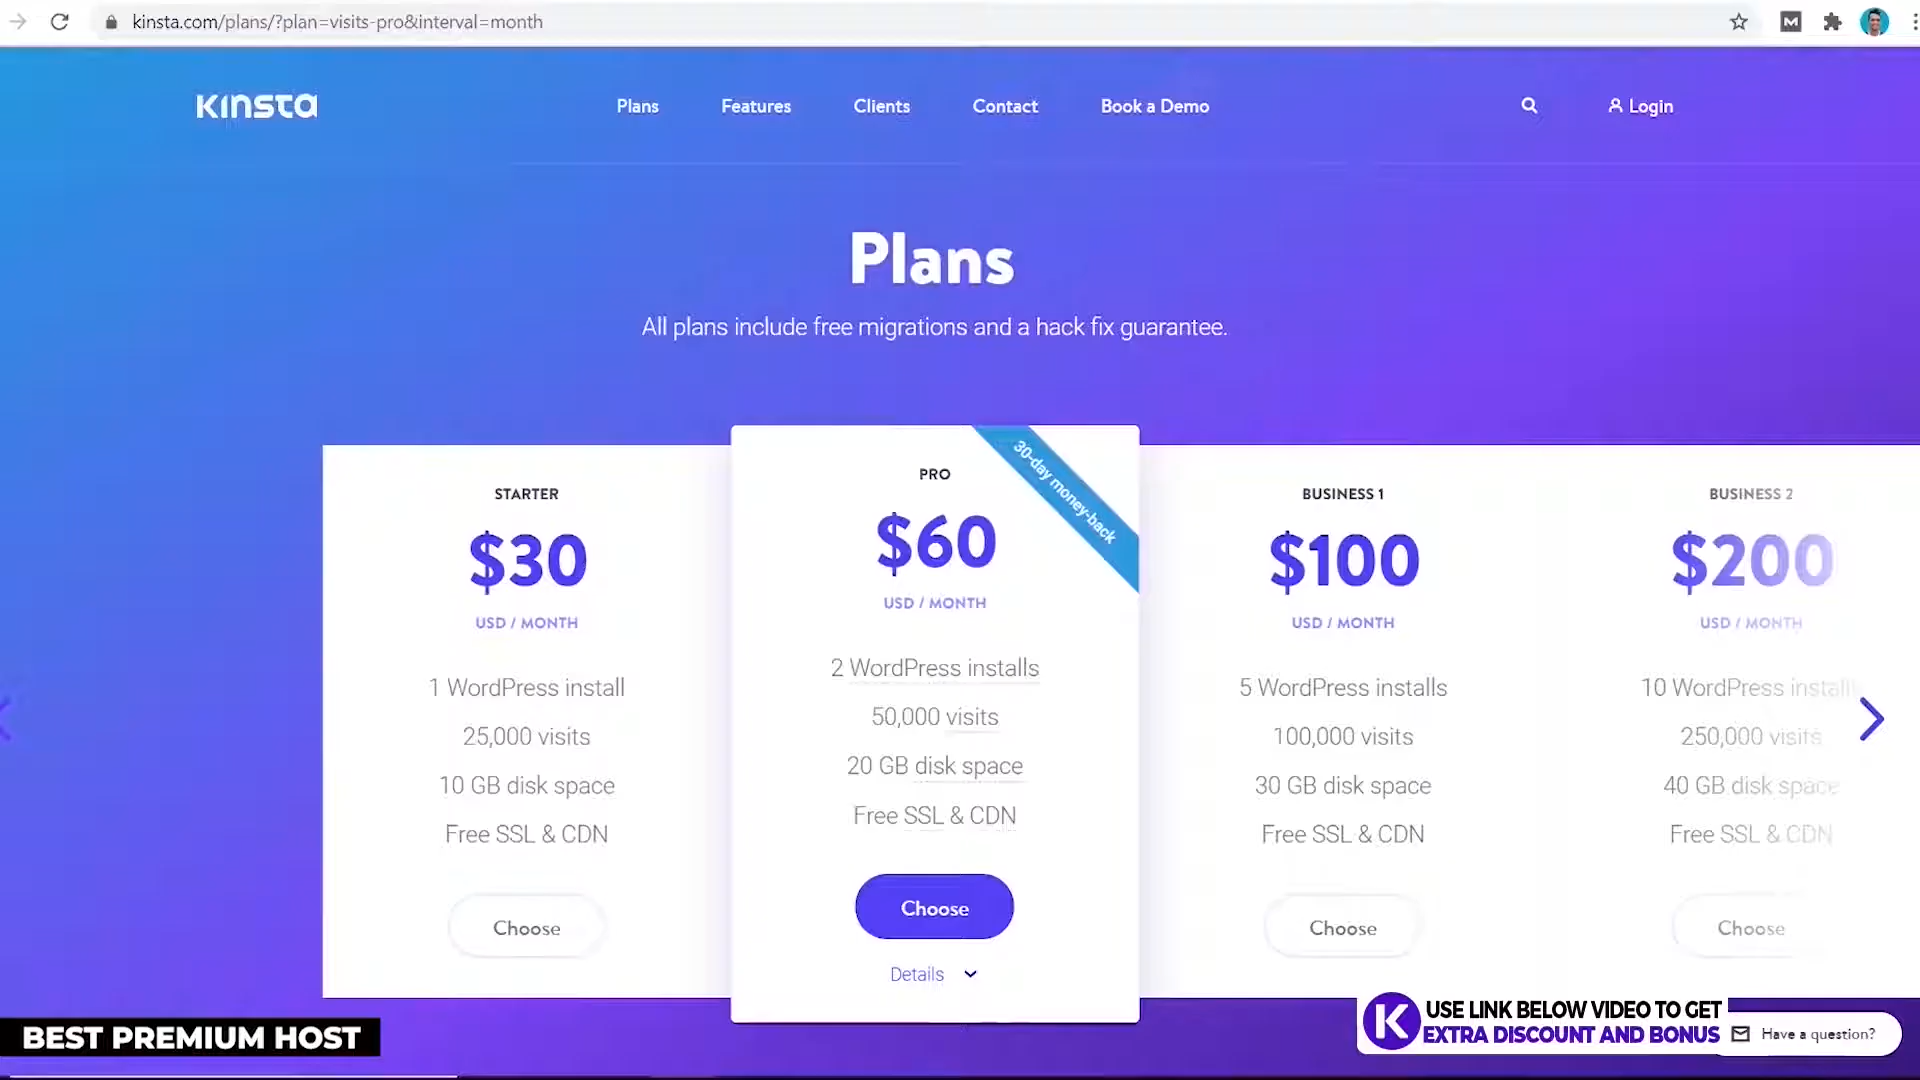 kinsta.com/plans/?plan=visits-pro&interval=month
M
KINSTA
Plans
Features
Clients
Contact
Book a Demo
Login
Plans
All plans include free migrations and a hack fix guarantee.
STARTER
$30
USD / MONTH
1 WordPress install
25,000 visits
10 GB disk space
Free SSL & CDN
Choose
30-day money-back
PRO
$60
USD / MONTH
2 WordPress installs
50,000 visits
20 GB disk space
Free SSL & CDN
Choose
Details
BUSINESS 1
$100
USD / MONTH
5 WordPress installs
100,000 visits
30 GB disk space
Free SSL & CDN
Choose
BUSINESS 2
$200
USD / MONTH
10 WordPress installs
250,000 visits
40 GB disk space
Free SSL & CDN
Choose
BEST PREMIUM HOST
K
USE LINK BELOW VIDEO TO GET
EXTRA DISCOUNT AND BONUS
Have a question?